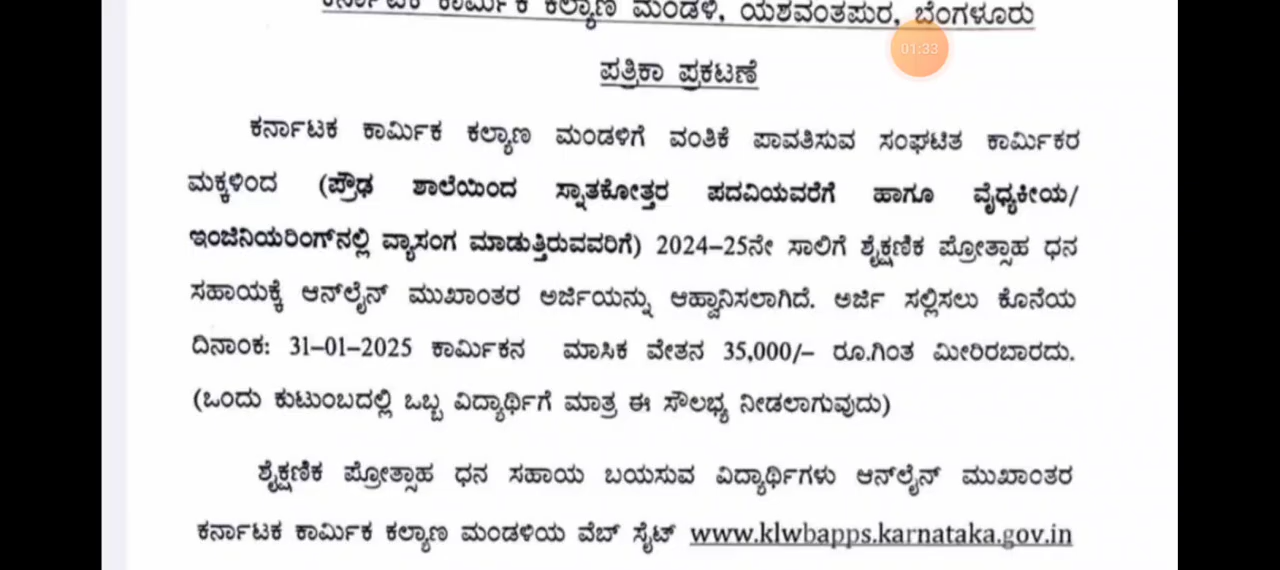 ಕರ್ನಾಟಕ ಕಾರ್ಮಿಕ ಕಲ್ಯಾಣ ಮಂಡಳಿ, ಯಶವಂತಪುರ, ಬೆಂಗಳೂರು
01:33
ಪತ್ರಿಕಾ ಪ್ರಕಟಣೆ
ಕರ್ನಾಟಕ ಕಾರ್ಮಿಕ ಕಲ್ಯಾಣ ಮಂಡಳಿಗೆ ವಂತಿಕೆ ಪಾವತಿಸುವ ಸಂಘಟಿತ ಕಾರ್ಮಿಕರ
ಮಕ್ಕಳಿಂದ (ಪ್ರೌಢ ಶಾಲೆಯಿಂದ ಸ್ನಾತಕೋತ್ತರ ಪದವಿಯವರೆಗೆ ಹಾಗೂ ವೈಧ್ಯಕೀಯ/
ಇಂಜಿನಿಯರಿಂಗ್‌ನಲ್ಲಿ ವ್ಯಾಸಂಗ ಮಾಡುತ್ತಿರುವವರಿಗೆ) 2024–25ನೇ ಸಾಲಿಗೆ ಶೈಕ್ಷಣಿಕ ಪ್ರೋತ್ಸಾಹ ಧನ
ಸಹಾಯಕ್ಕೆ ಆನ್‌ಲೈನ್ ಮುಖಾಂತರ ಅರ್ಜಿಯನ್ನು ಆಹ್ವಾನಿಸಲಾಗಿದೆ. ಅರ್ಜಿ ಸಲ್ಲಿಸಲು ಕೊನೆಯ
ದಿನಾಂಕ: 31–01–2025 ಕಾರ್ಮಿಕನ ಮಾಸಿಕ ವೇತನ 35,000/– ರೂ.ಗಿಂತ ಮೀರಿರಬಾರದು.
(ಒಂದು ಕುಟುಂಬದಲ್ಲಿ ಒಬ್ಬ ವಿದ್ಯಾರ್ಥಿಗೆ ಮಾತ್ರ ಈ ಸೌಲಭ್ಯ ನೀಡಲಾಗುವುದು)
ಶೈಕ್ಷಣಿಕ ಪ್ರೋತ್ಸಾಹ ಧನ ಸಹಾಯ ಬಯಸುವ ವಿದ್ಯಾರ್ಥಿಗಳು ಆನ್‌ಲೈನ್ ಮುಖಾಂತರ
ಕರ್ನಾಟಕ ಕಾರ್ಮಿಕ ಕಲ್ಯಾಣ ಮಂಡಳಿಯ ವೆಬ್ ಸೈಟ್ www.klwbapps.karnataka.gov.in